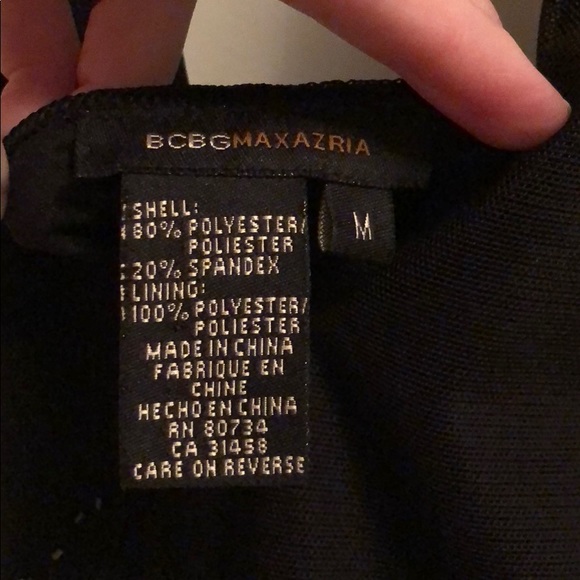 BCBGMAXAZRIA
M
SHELL:
80% POLYESTER/
POLIESTER
20% SPANDEX
LINING:
100% POLYESTER/
POLIESTER
MADE IN CHINA
FABRIQUE EN
CHINE
HECHO EN CHINA
RN 80734
CA 31458
CARE ON REVERSE